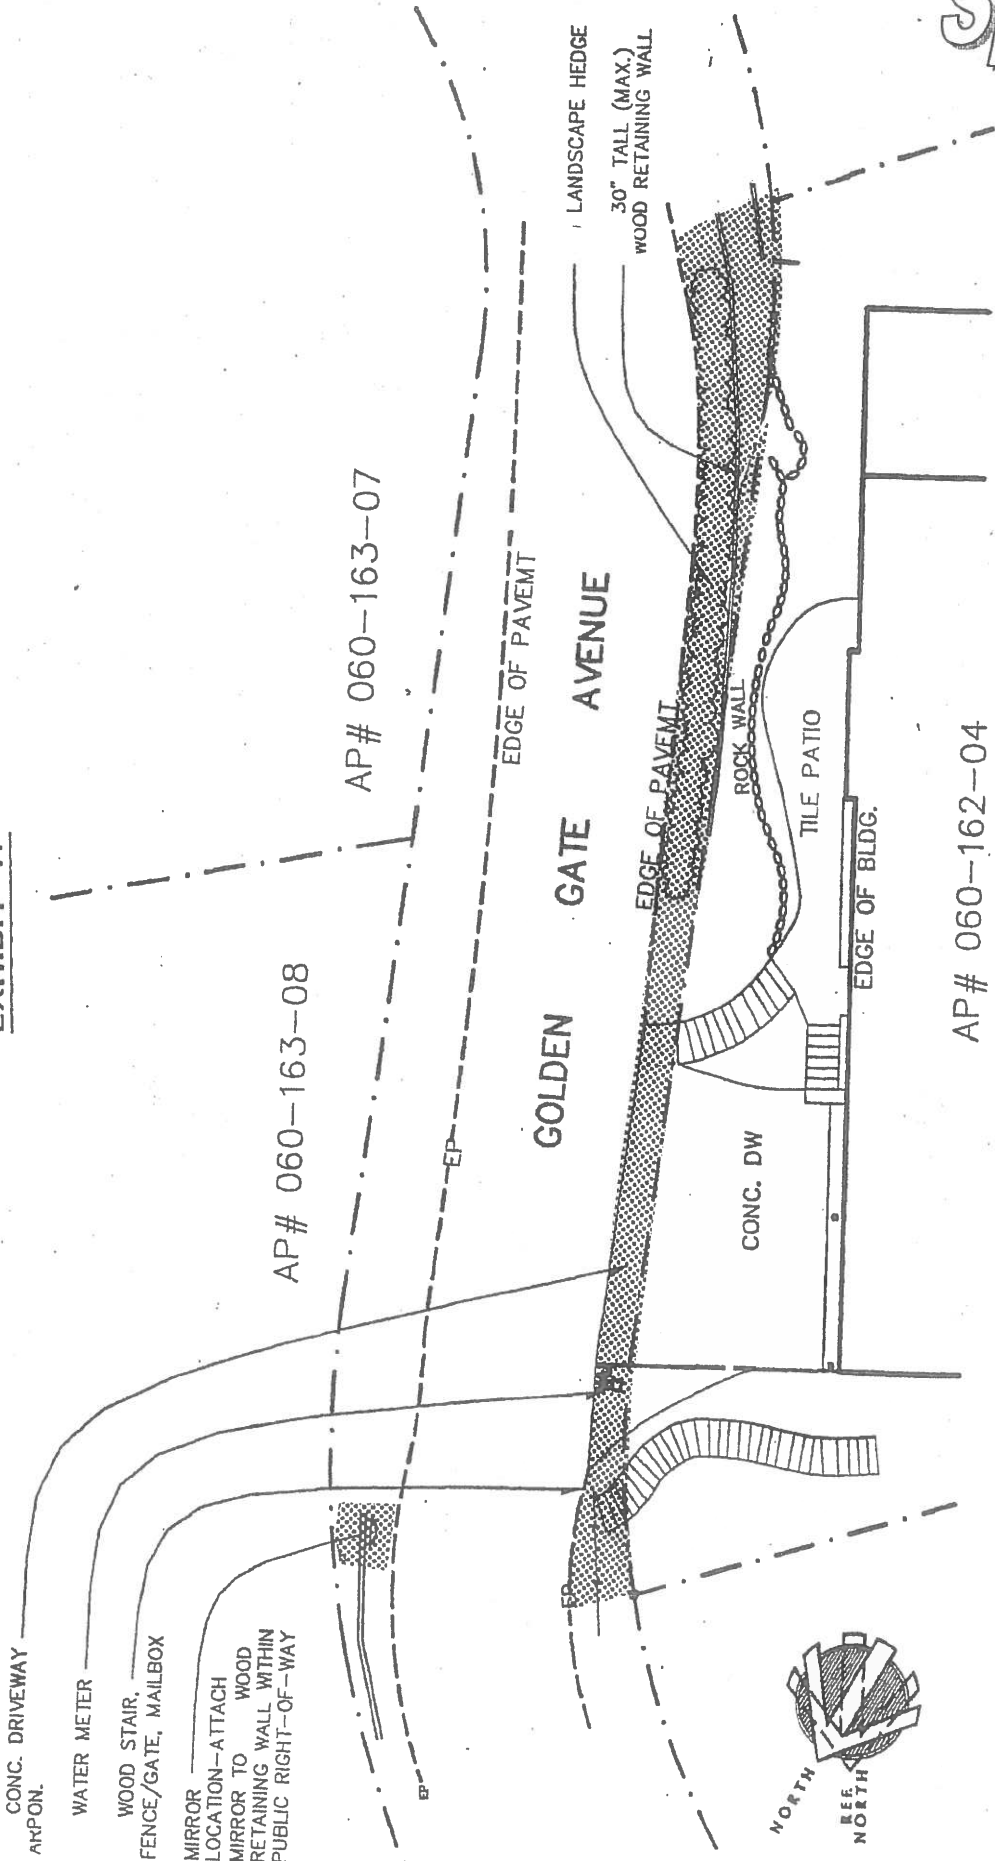 CONC. DRIVEWAY
ARPON.
WATER METER
WOOD STAIR,
FENCE/GATE, MAILBOX
MIRROR
LOCATION-ATTACH
MIRROR TO WOOD
RETAINING WALL WITHIN
PUBLIC RIGHT-OF-WAY
AP# 060-163-08
AP# 060-163-07
LANDSCAPE HEDGE
30" TALL (MAX.)
WOOD RETAINING WALL
EP
EP
EP
EDGE OF PAVEMT
GOLDEN GATE AVENUE
EDGE OF PAVEMT
ROCK WALL
TILE PATIO
CONC. DW
EDGE OF BLDG.
AP# 060-162-04
NORTH
REF.
NORTH